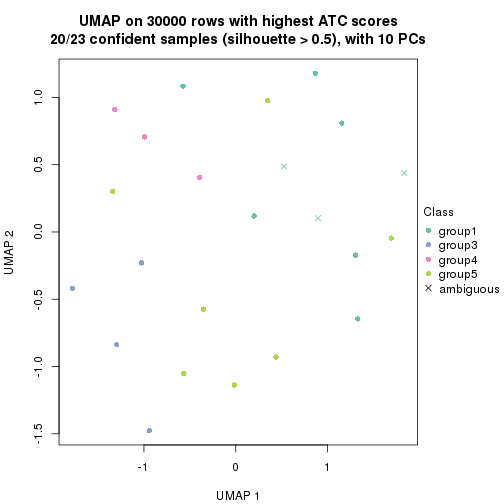 UMAP on 30000 rows with highest ATC scores
20/23 confident samples (silhouette > 0.5), with 10 PCs
1.0
0.5
0.0
-0.5
-1.0
-1.5
UMAP 2
-1
0
1
UMAP 1
Class
group1
group3
group4
group5
ambiguous